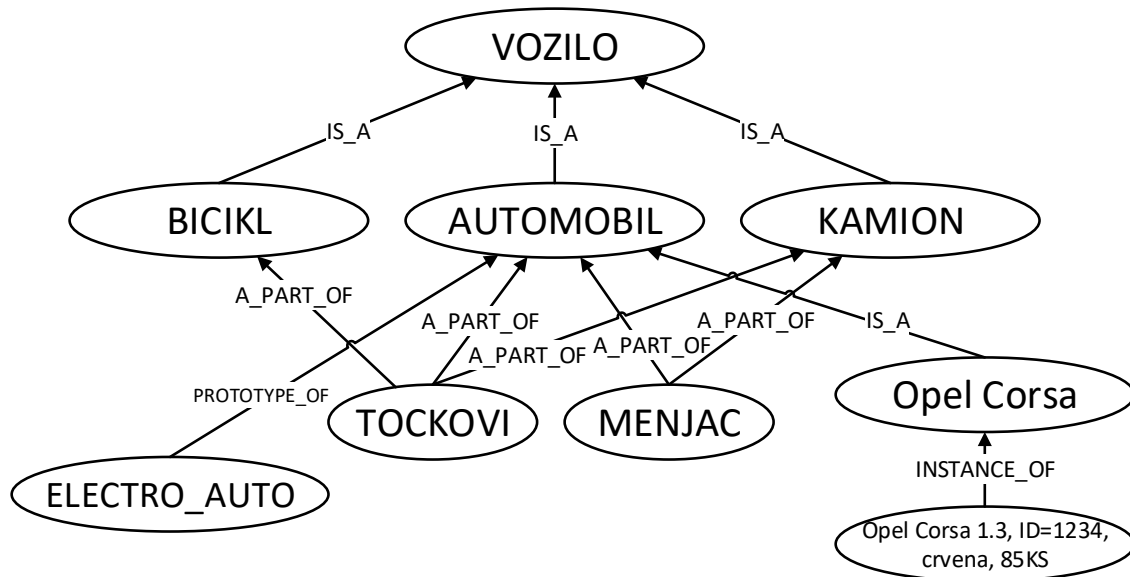 VOZILO
IS_A
IS_A
IS_A
BICIKL
AUTOMOBIL
KAMION
A_PART_OF
A_PART_OF
A_PART_OF
IS_A
A_PART_OF
A_PART_OF
PROTOTYPE_OF
TOCKOVI
MENJAC
Opel Corsa
ELECTRO_AUTO
INSTANCE_OF
Opel Corsa 1.3, ID=1234,
crvena, 85KS